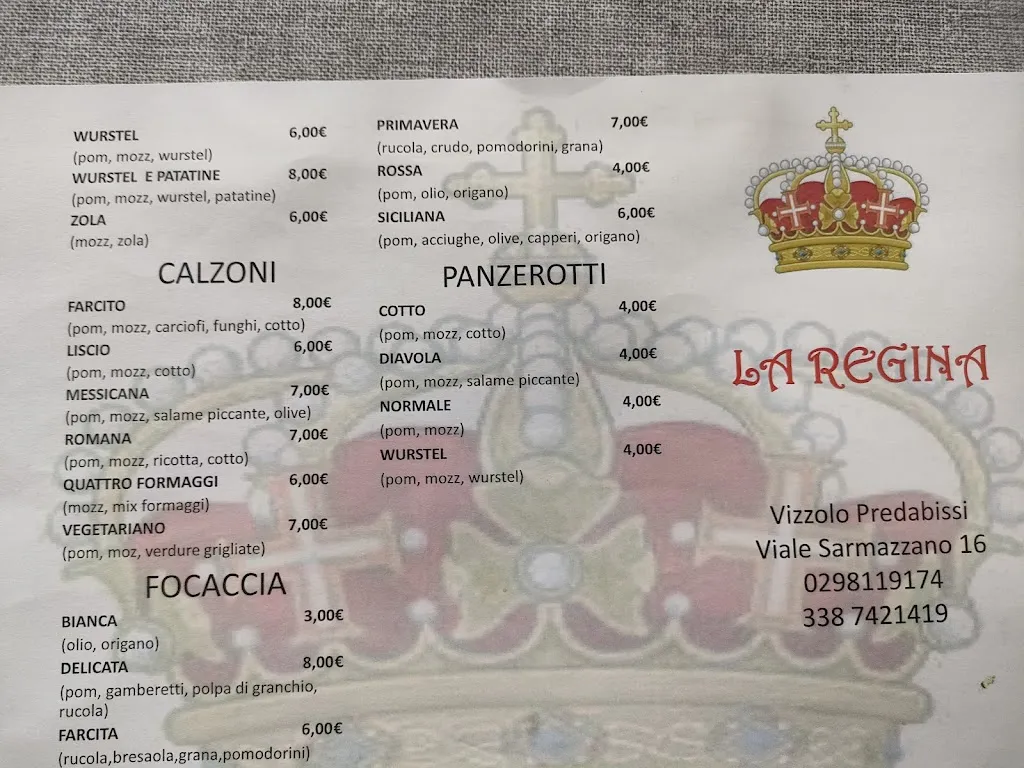 WURSTEL 6,00€
(pom, mozz, wurstel)
WURSTEL E PATATINE 8,00€
(pom, mozz, wurstel, patatine)
ZOLA 6,00€
(mozz, zola)
CALZONI
FARCITO 8,00€
(pom, mozz, carciofi, funghi, cotto)
LISCIO 6,00€
(pom, mozz, cotto)
MESSICANA 7,00€
(pom, mozz, salame piccante, olive)
ROMANA 7,00€
(pom, mozz, ricotta, cotto)
QUATTRO FORMAGGI 6,00€
(mozz, mix formaggi)
VEGETARIANO 7,00€
(pom, moz, verdure grigliate)
FOCACCIA
BIANCA 3,00€
(olio, origano)
DELICATA 8,00€
(pom, gamberetti, polpa di granchio,
rucola)
FARCITA 6,00€
(rucola,bresaola,grana,pomodorini)
PRIMAVERA 7,00€
(rucola, crudo, pomodorini, grana)
ROSSA 4,00€
(pom, olio, origano)
SICILIANA 6,00€
(pom, acciughe, olive, capperi, origano)
PANZEROTTI
COTTO 4,00€
(pom, mozz, cotto)
DIAVOLA 4,00€
(pom, mozz, salame piccante)
NORMALE 4,00€
(pom, mozz)
WURSTEL 4,00€
(pom, mozz, wurstel)
LA REGINA
Vizzolo Predabissi
Viale Sarmazzano 16
0298119174
338 7421419